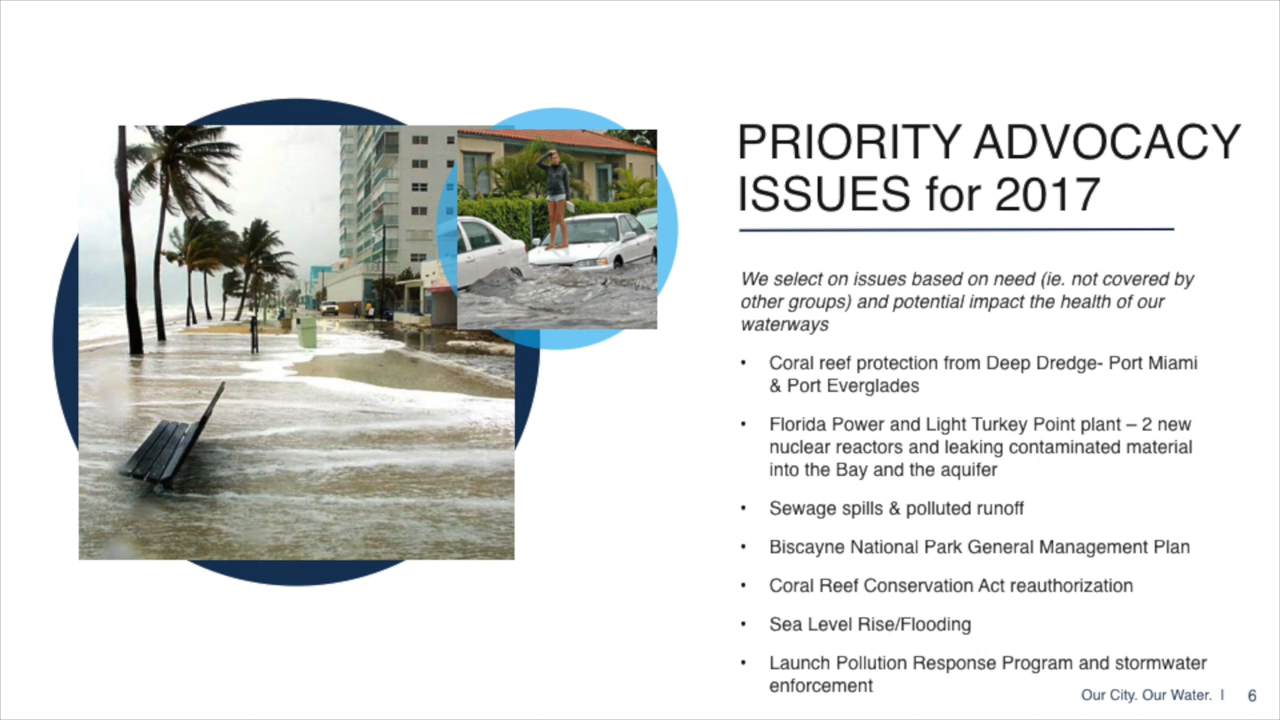 PRIORITY ADVOCACY
ISSUES for 2017
We select on issues based on need (ie. not covered by
other groups) and potential impact the health of our
waterways
• Coral reef protection from Deep Dredge- Port Miami
& Port Everglades
• Florida Power and Light Turkey Point plant – 2 new
nuclear reactors and leaking contaminated material
into the Bay and the aquifer
• Sewage spills & polluted runoff
• Biscayne National Park General Management Plan
• Coral Reef Conservation Act reauthorization
• Sea Level Rise/Flooding
• Launch Pollution Response Program and stormwater
enforcement
Our City. Our Water. | 6